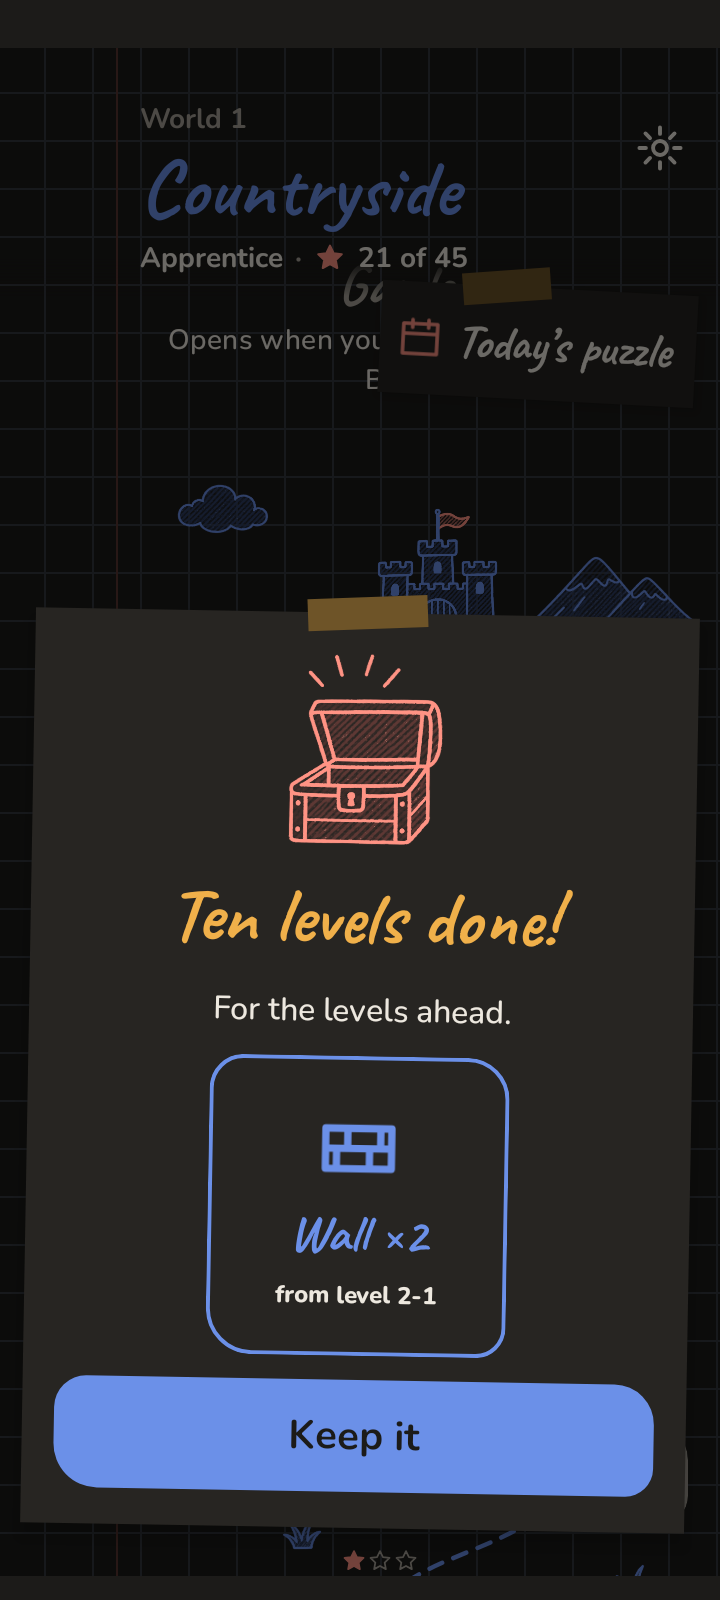 World 1
Countryside
Apprentice · 21 of 45
Opens when you
Today's puzzle
Ten levels done!
For the levels ahead.
Wall ×2
from level 2-1
Keep it